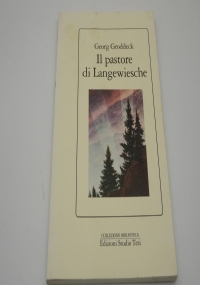 Georg Groddeck
Il pastore
di Langewiesche
COLLEZIONE BIBLIOTECA
Edizioni Studio Tesi